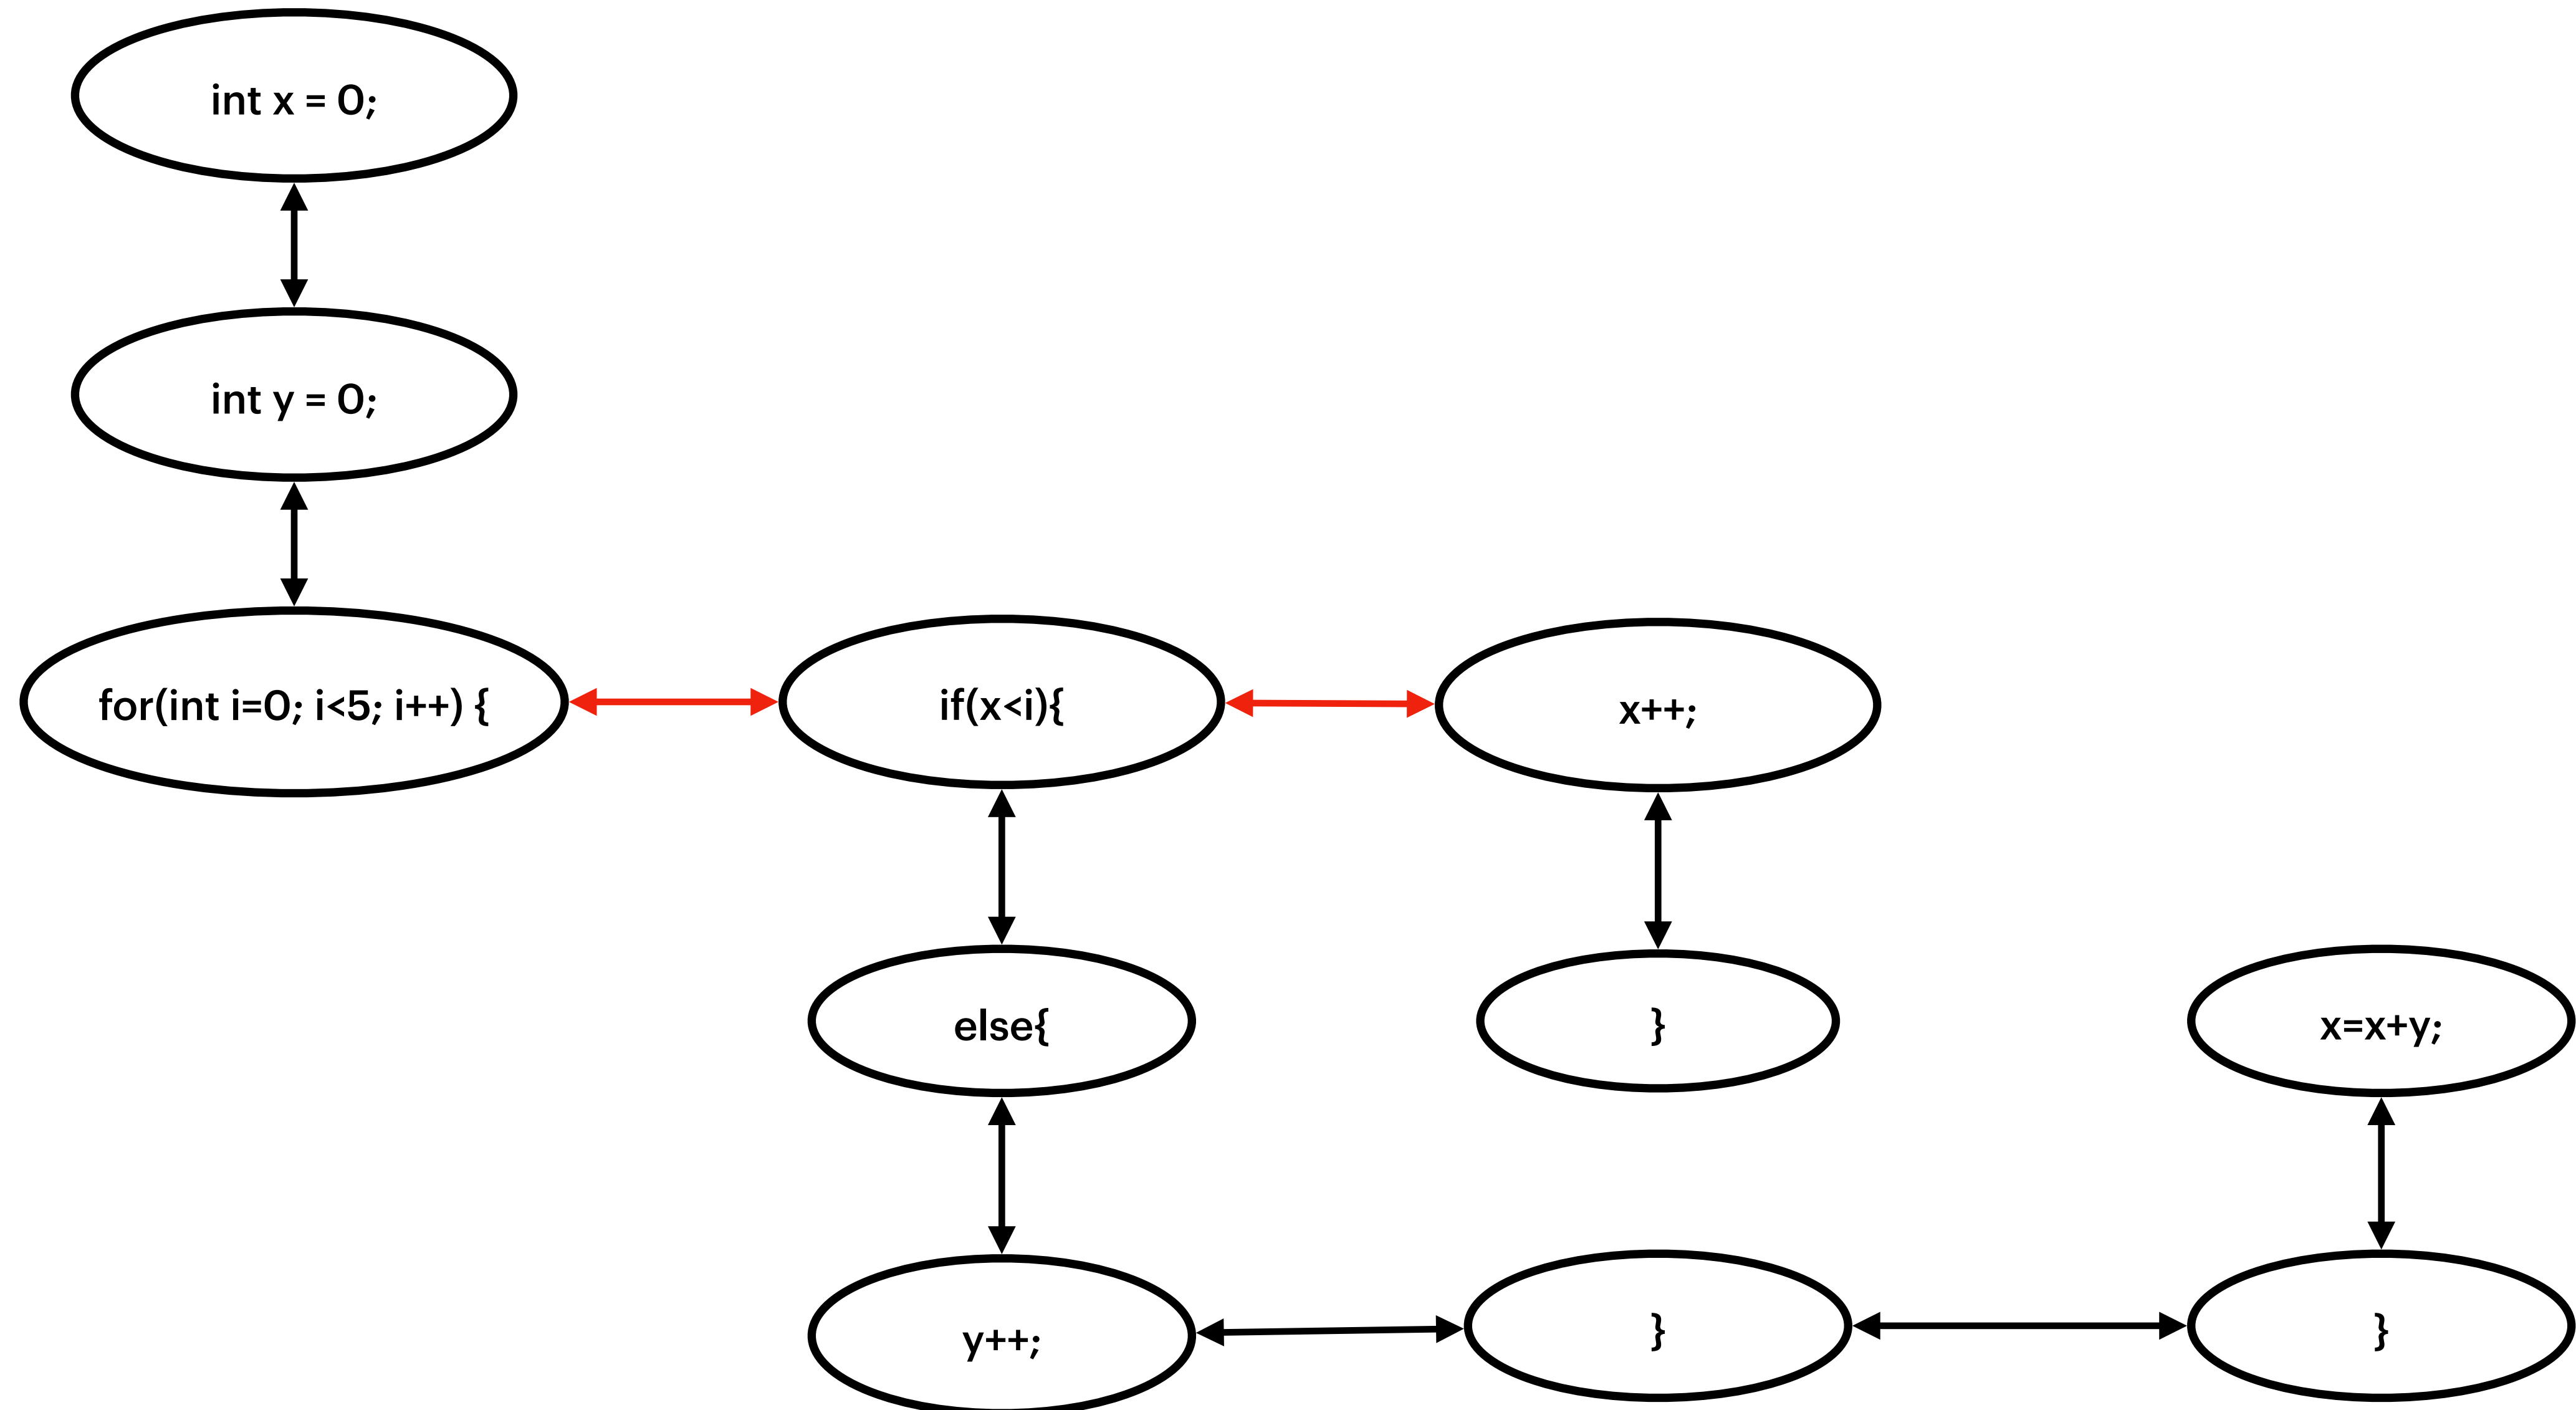 int x = 0;
int y = 0;
for(int i=0; i<5; i++) {
if(x<i){
x++;
else{
}
x=x+y;
y++;
}
}